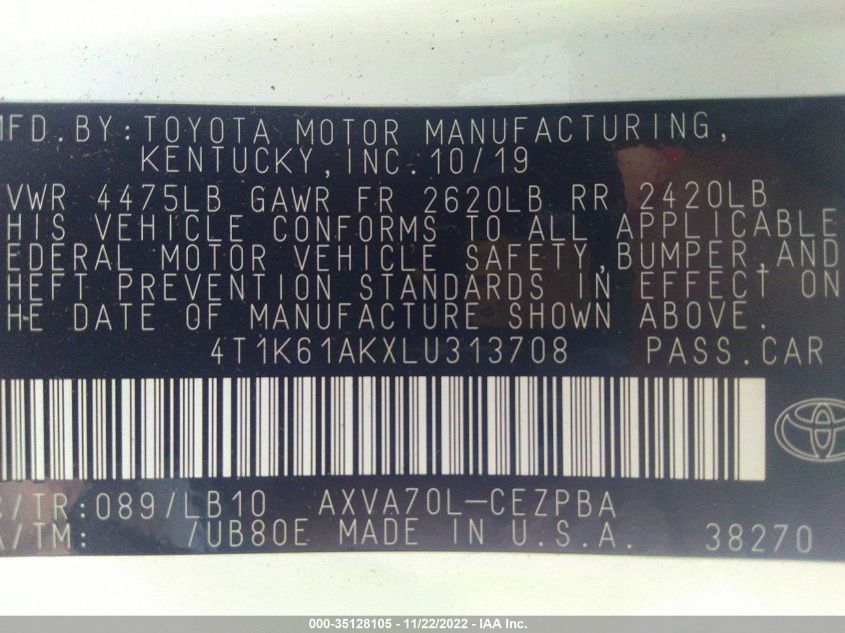 MFD.BY:TOYOTA MOTOR MANUFACTURING,
KENTUCKY,INC.10/19
VWR 4475LB GAWR FR 2620LB RR 2420LB
HIS VEHICLE CONFORMS TO ALL APPLICABLE
EDERAL MOTOR VEHICLE SAFETY,BUMPER,AND
HEFT PREVENTION STANDARDS IN EFFECT ON
HE DATE OF MANUFACTURE SHOWN ABOVE.
4T1K61AKXLU313708 PASS.CAR
C/TR:089/LB10 AXVA70L-CEZPBA
A/TM: /UB80E MADE IN U.S.A. 38270
000-35128105 - 11/22/2022 - IAA Inc.